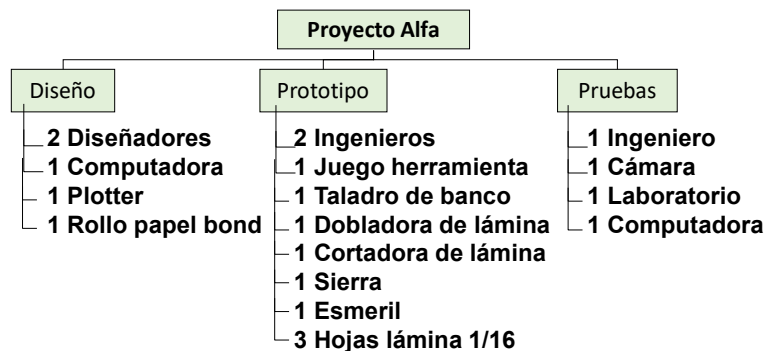 Proyecto Alfa
Diseño
2 Diseñadores
1 Computadora
1 Plotter
1 Rollo papel bond
Prototipo
2 Ingenieros
1 Juego herramienta
1 Taladro de banco
1 Dobladora de lámina
1 Cortadora de lámina
1 Sierra
1 Esmeril
3 Hojas lámina 1/16
Pruebas
1 Ingeniero
1 Cámara
1 Laboratorio
1 Computadora